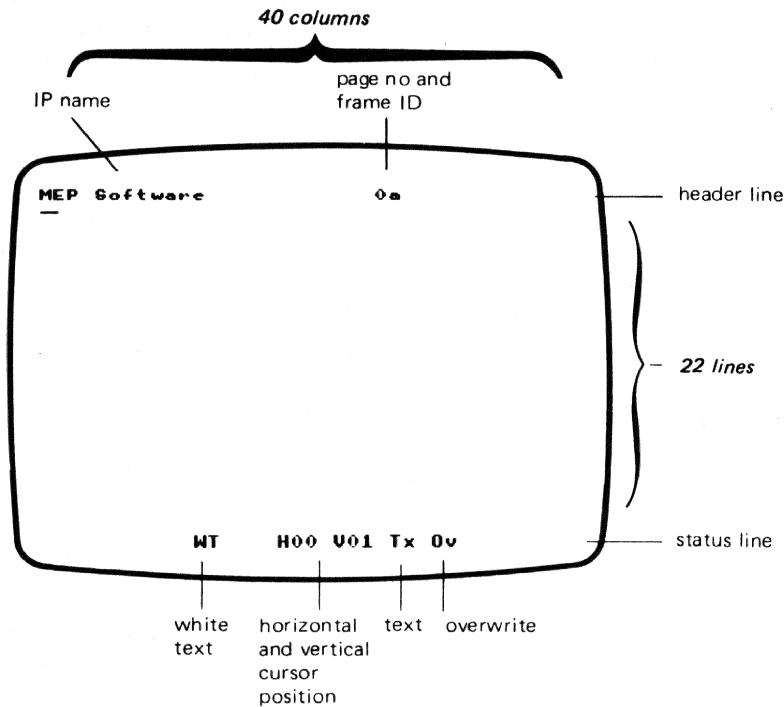 40 columns
page no and
frame ID
IP name
MEP Software 0a
header line
22 lines
WT H00 V01 Tx Ov
status line
white
text
horizontal
and vertical
cursor
position
text
overwrite